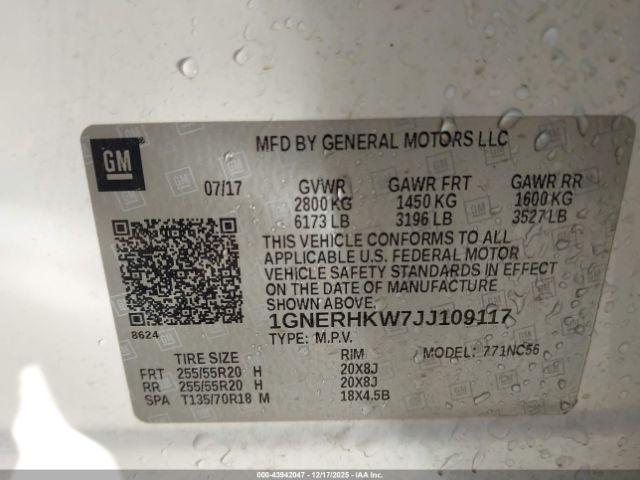 GM
MFD BY GENERAL MOTORS LLC
07/17
GVWR GAWR FRT GAWR RR
2800 KG 1450 KG 1600 KG
6173 LB 3196 LB 3527 LB
THIS VEHICLE CONFORMS TO ALL
APPLICABLE U.S. FEDERAL MOTOR
VEHICLE SAFETY STANDARDS IN EFFECT
ON THE DATE OF MANUFACTURE
SHOWN ABOVE.
1GNERHKW7JJ109117
8624
TYPE: M.P.V. MODEL: 771NC56
TIRE SIZE RIM
FRT 255/55R20 H 20X8J
RR 255/55R20 H 20X8J
SPA T135/70R18 M 18X4.5B
000-43942047 - 12/17/2025 - IAAI, Inc.